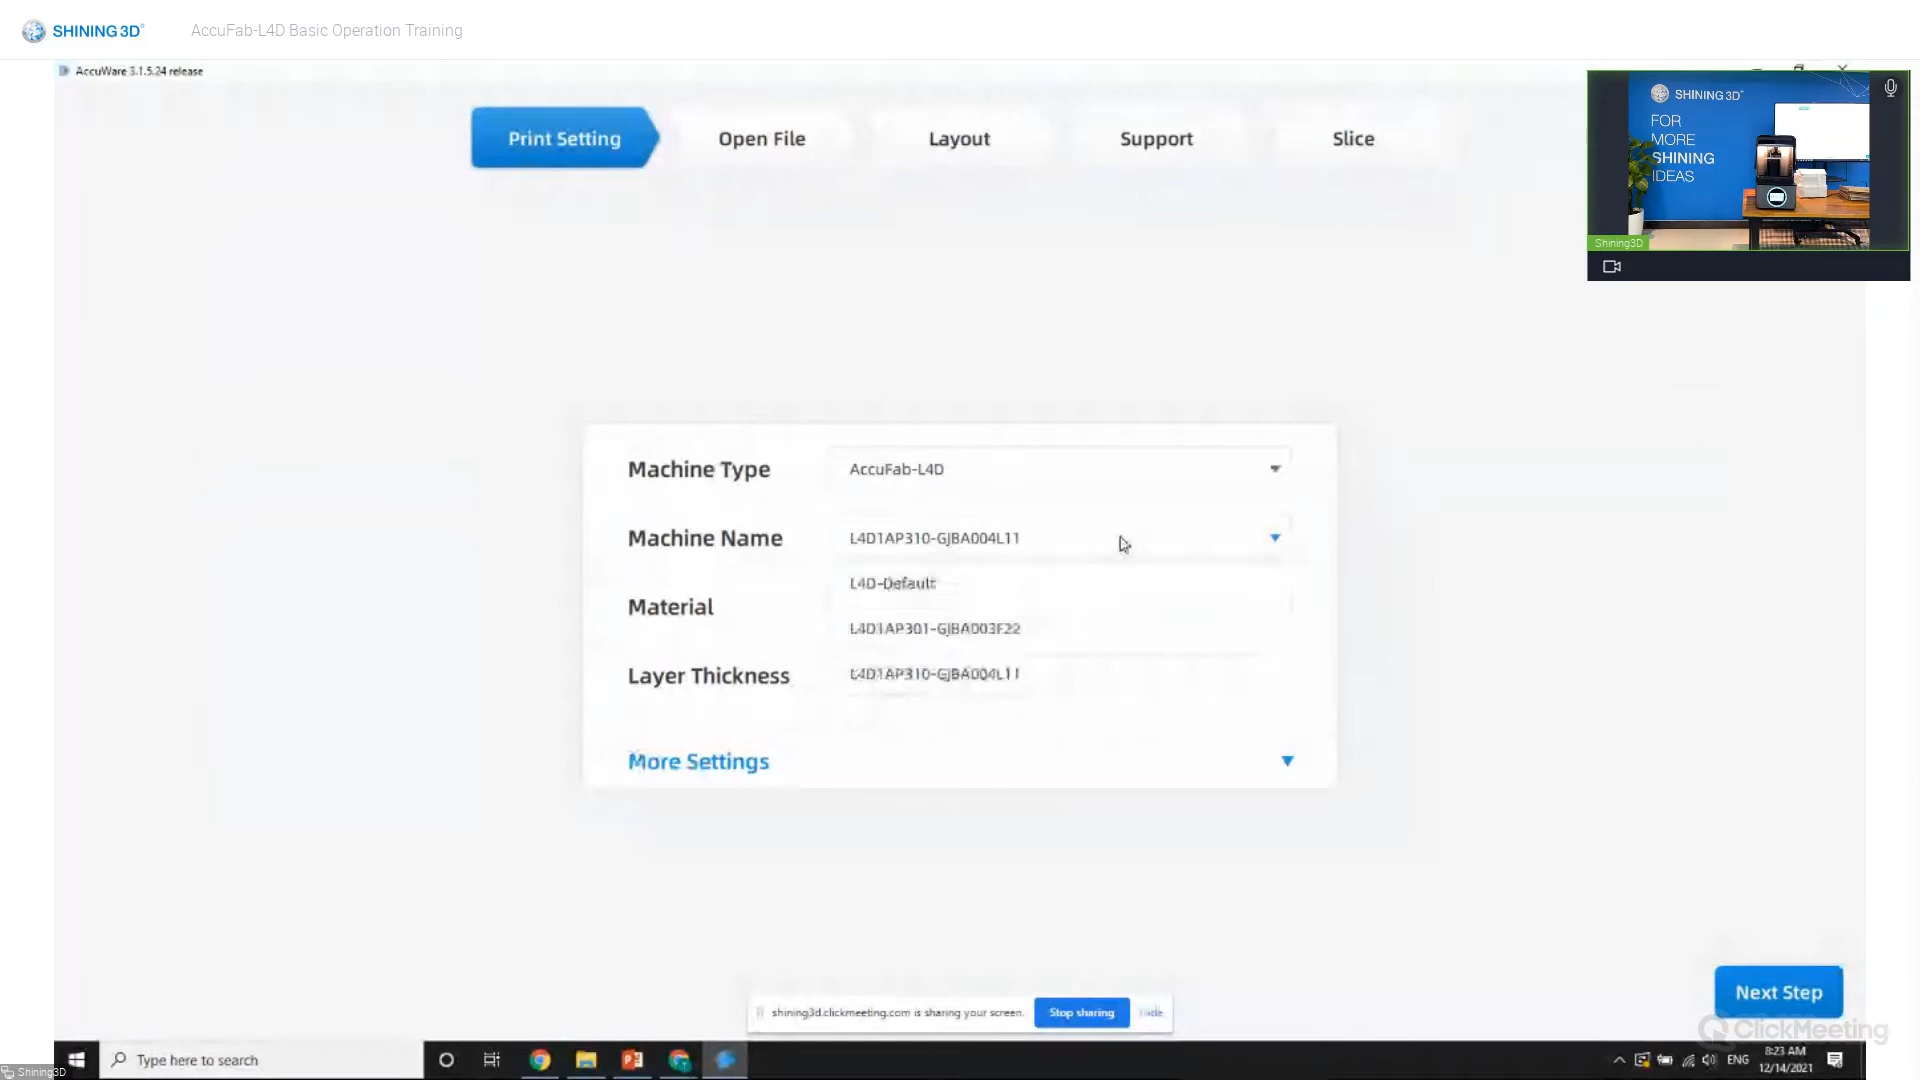 SHINING 3D®
AccuFab-L4D Basic Operation Training
AccuWare 3.1.5.24 release
Print Setting
Open File
Layout
Support
Slice
SHINING 3D®
FOR
MORE
SHINING
IDEAS
Shining3D
Machine Type
AccuFab-L4D
Machine Name
L4D1AP310-GJBA004L11
L4D-Default
Material
L4D1AP301-GJBA003F22
Layer Thickness
L4D1AP310-GJBA004L11
More Settings
Next Step
shining3d.clickmeeting.com is sharing your screen.
Stop sharing
Hide
ClickMeeting
Type here to search
ENG
8:23 AM
12/14/2021
Shining3D